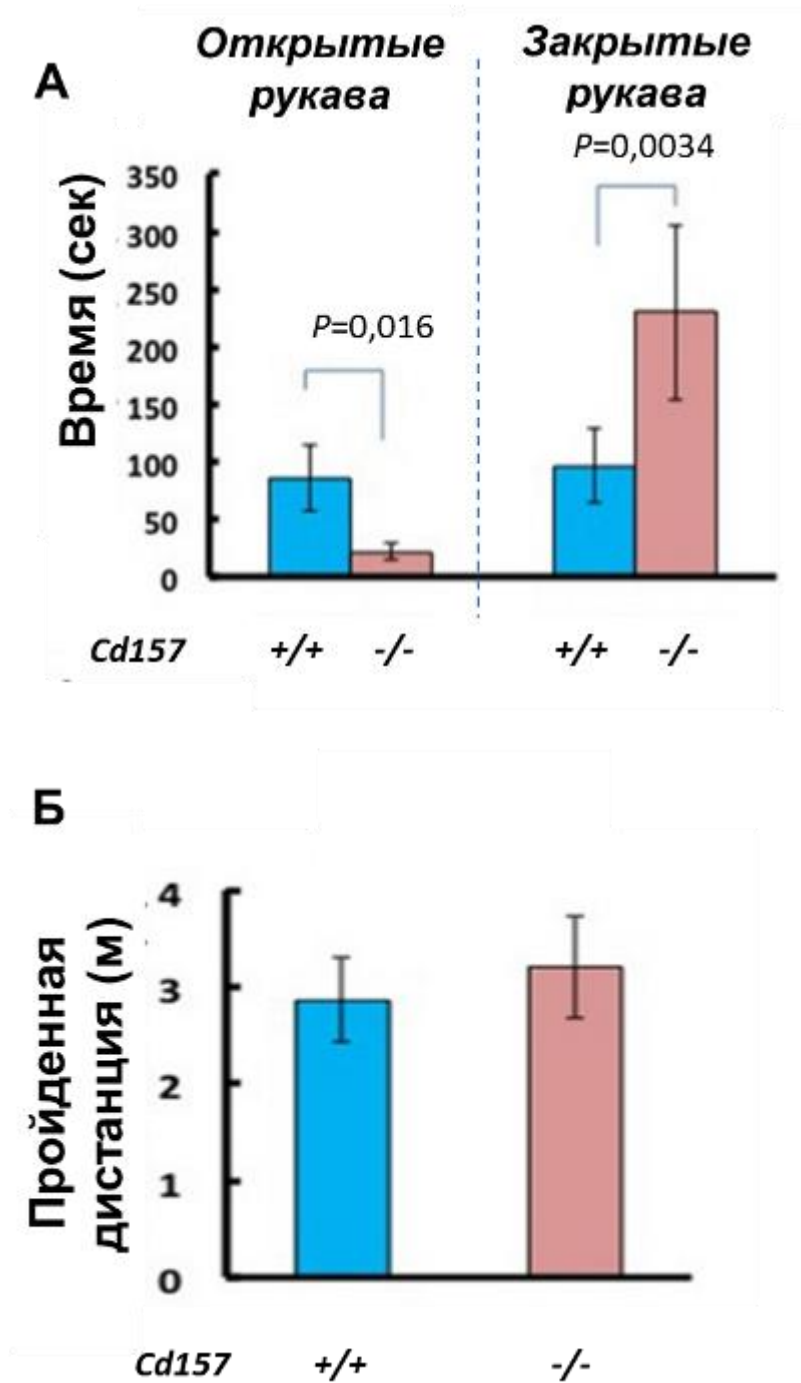 А
Открытые
рукава
Закрытые
рукава
P=0,0034
P=0,016
Время (сек)
350
300
250
200
150
100
50
0
Cd157 +/+ -/- +/+ -/-
Б
Пройденная
дистанция (м)
4
3
2
1
0
Cd157 +/+ -/-